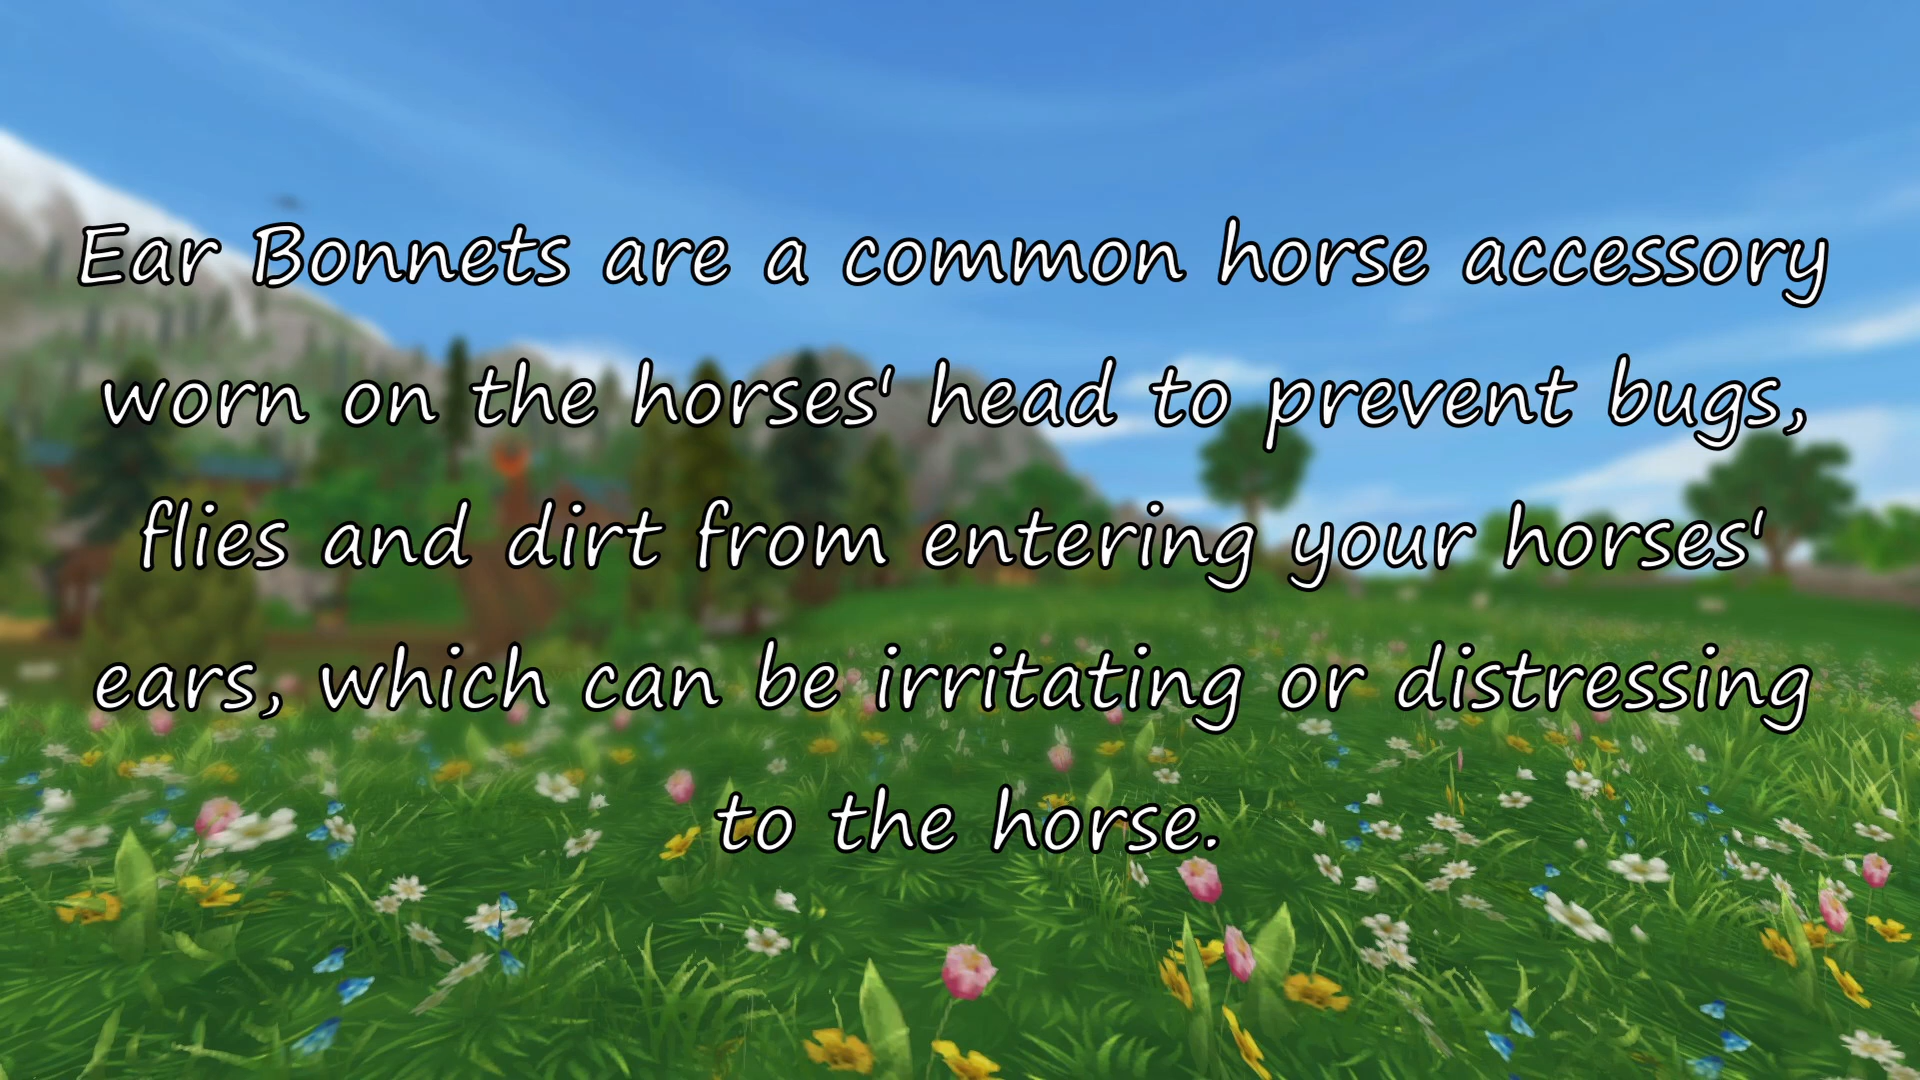 Ear Bonnets are a common horse accessory
worn on the horses' head to prevent bugs,
flies and dirt from entering your horses'
ears, which can be irritating or distressing
to the horse.